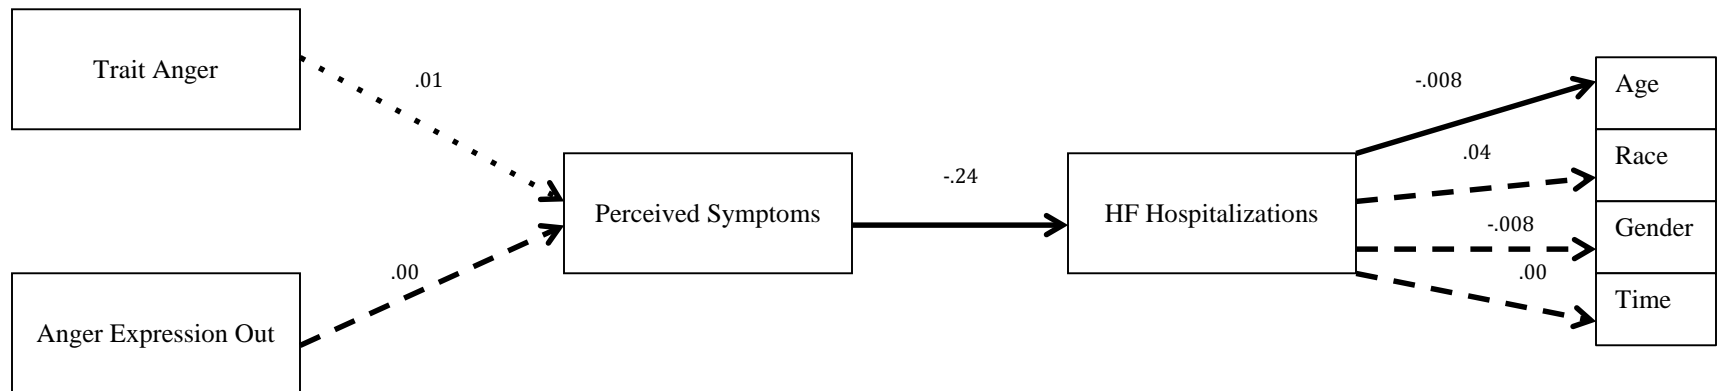 Trait Anger
.01
Anger Expression Out
.00
Perceived Symptoms
-.24
HF Hospitalizations
-.008
.04
-.008
.00
Age
Race
Gender
Time